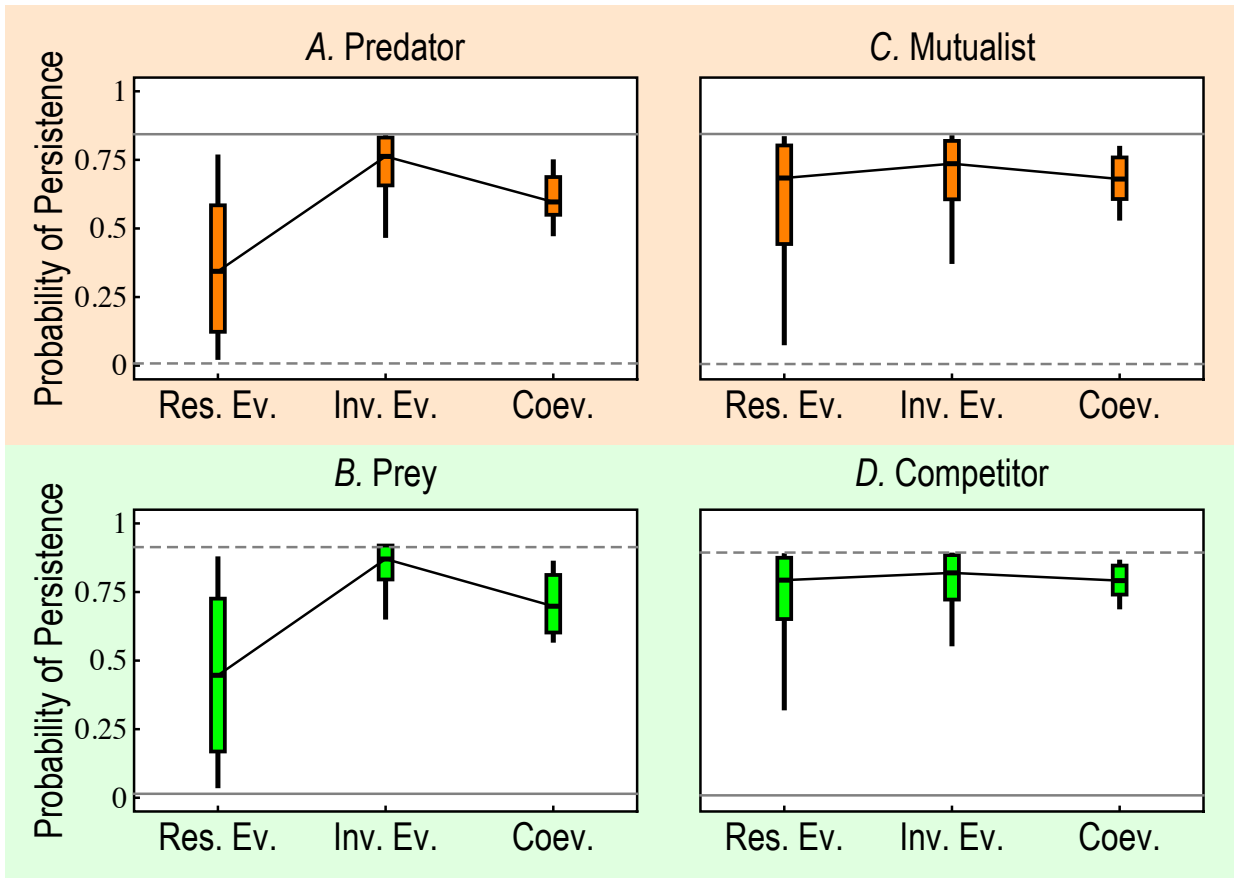 A. Predator
Probability of Persistence
1
0.75
0.5
0.25
0
Res. Ev. Inv. Ev. Coev.
C. Mutualist
Res. Ev. Inv. Ev. Coev.
B. Prey
Probability of Persistence
1
0.75
0.5
0.25
0
Res. Ev. Inv. Ev. Coev.
D. Competitor
Res. Ev. Inv. Ev. Coev.